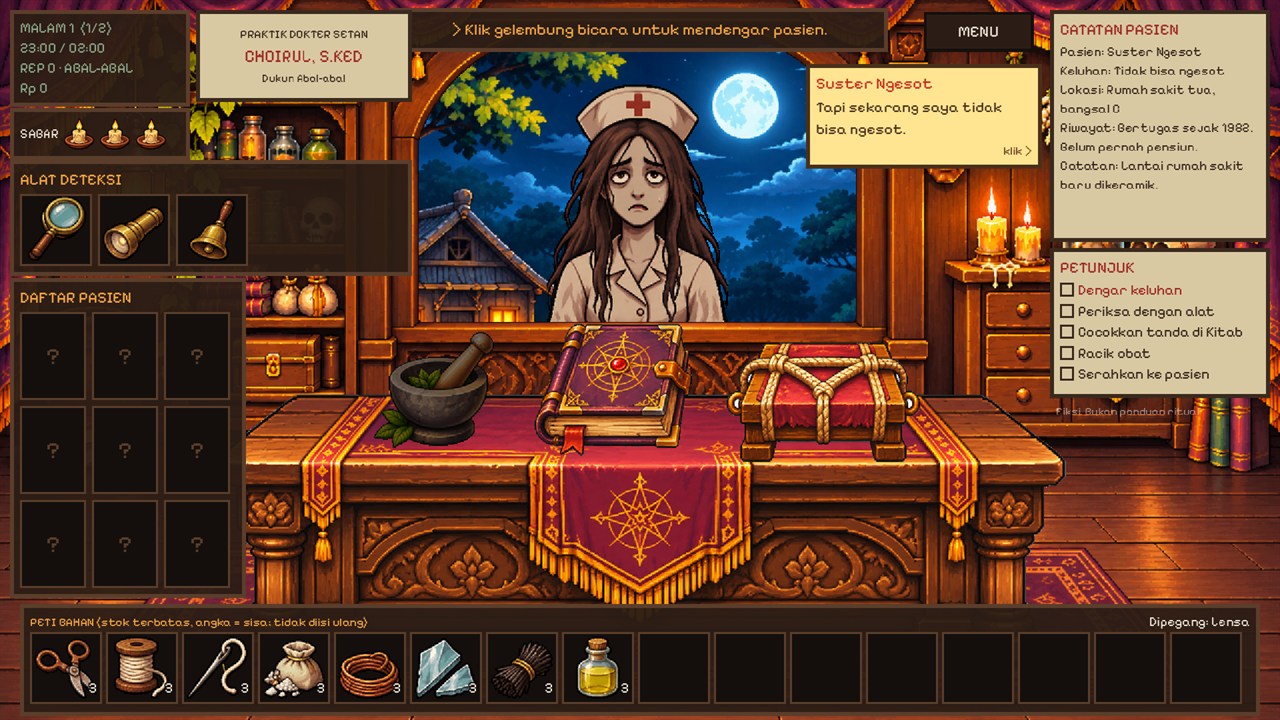 MALAM 1 (1/2)
23:00 / 02:00
REP 0 · ABAL-ABAL
Rp 0
PRAKTIK DOKTER SETAN
CHOIRUL, S.KED
Dukun Abal-abal
> Klik gelembung bicara untuk mendengar pasien.
MENU
Suster Ngesot
Tapi sekarang saya tidak
bisa ngesot.
klik >
CATATAN PASIEN
Pasien: Suster Ngesot
Keluhan: Tidak bisa ngesot
Lokasi: Rumah sakit tua,
bangsal
Riwayat: Bertugas sejak 1982.
Belum pernah pensiun.
Catatan: Lantai rumah sakit
baru dikeramik.
SABAR
ALAT DETEKSI
DAFTAR PASIEN
? ? ?
? ? ?
? ? ?
PETUNJUK
Dengar keluhan
Periksa dengan alat
Cocokkan tanda di Kitab
Racik obat
Serahkan ke pasien
Fiksi. Bukan panduan ritual.
PETI BAHAN (stok terbatas, angka = sisa; tidak diisi ulang)
Dipegang: Lensa
3 3 3 3 3 3 3 3